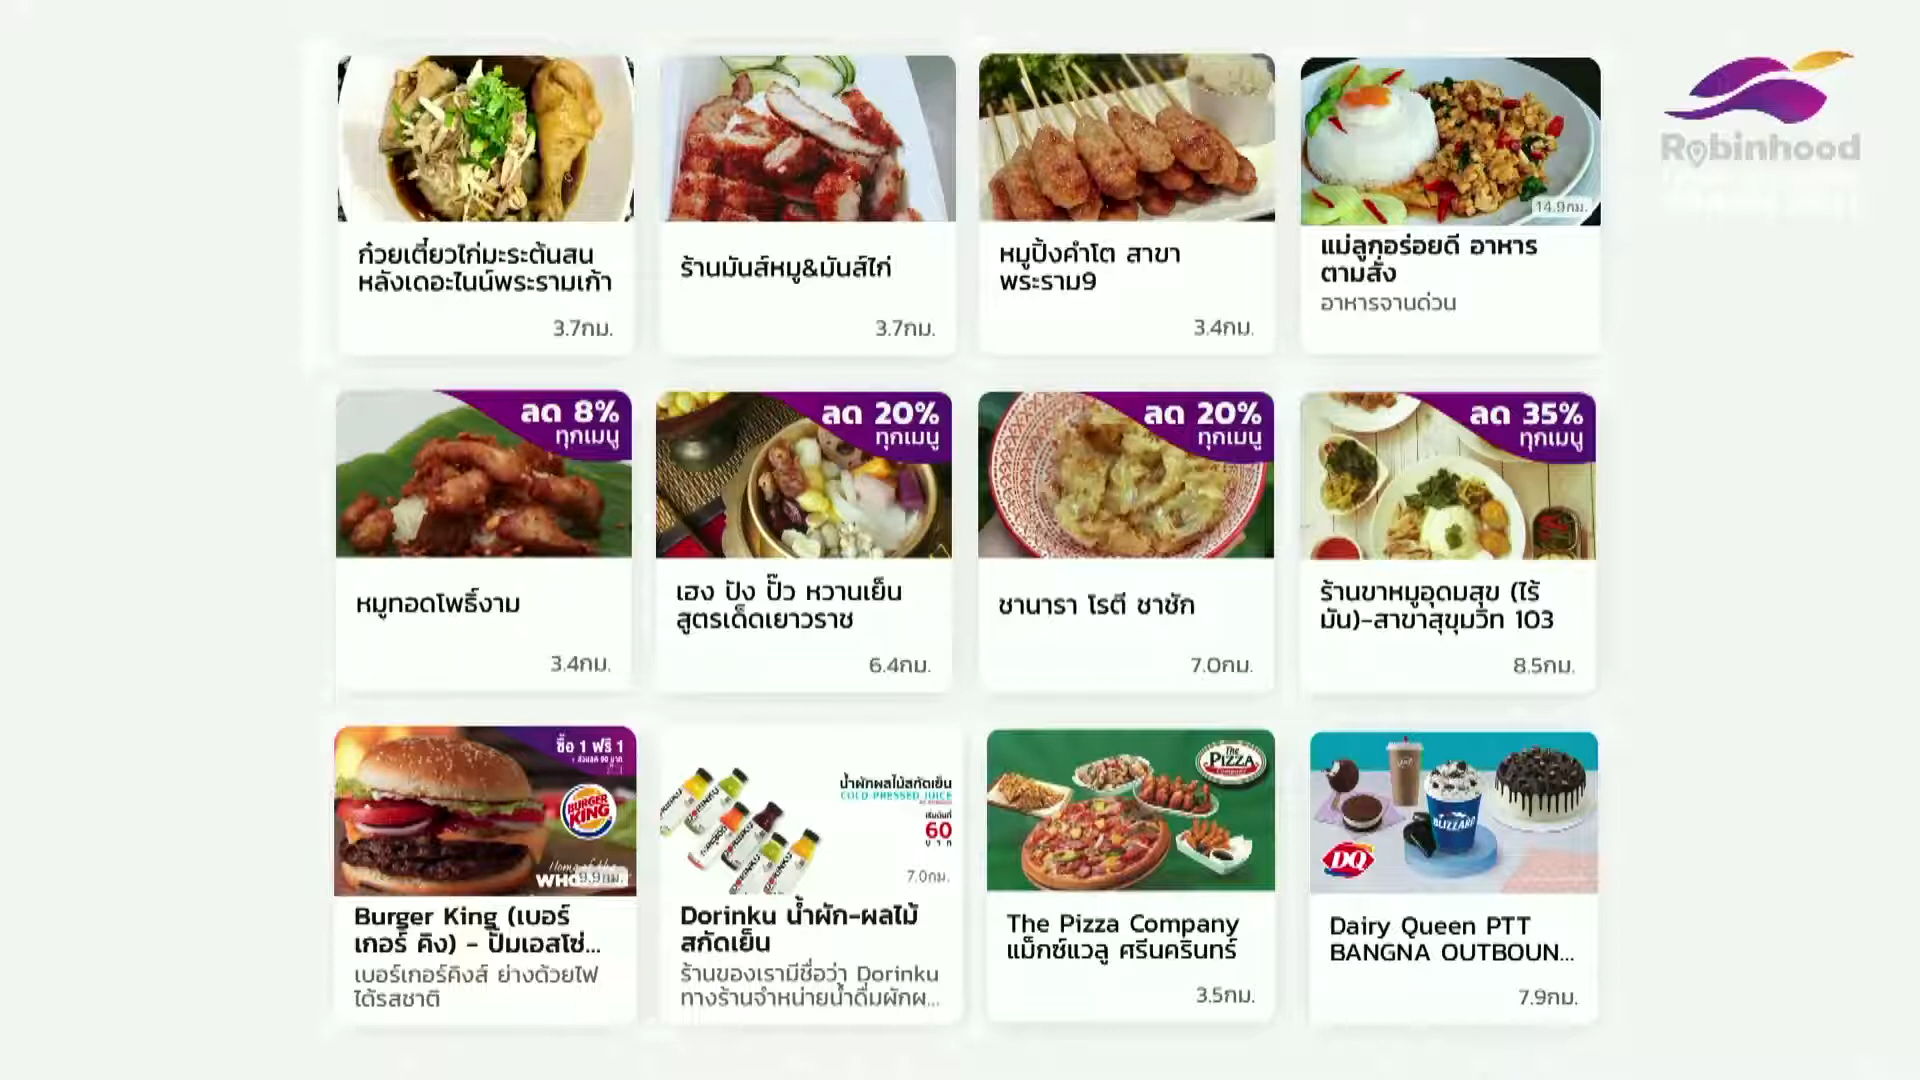 Robinhood
14.9กม.
ก๋วยเตี๋ยวไก่มะระต้นสน
หลังเดอะไนน์พระรามเก้า
3.7กม.
ร้านมันส์หมู&มันส์ไก่
3.7กม.
หมูปิ้งคำโต สาขา
พระราม9
3.4กม.
แม่ลูกอร่อยดี อาหาร
ตามสั่ง
อาหารจานด่วน
ลด 8%
ทุกเมนู
หมูทอดโพธิ์งาม
3.4กม.
ลด 20%
ทุกเมนู
เฮง ปัง ปั๊ว หวานเย็น
สูตรเด็ดเยาวราช
6.4กม.
ลด 20%
ทุกเมนู
ชานารา โรตี ชาชัก
7.0กม.
ลด 35%
ทุกเมนู
ร้านขาหมูอุดมสุข (ไร้
มัน)-สาขาสุขุมวิท 103
8.5กม.
ซื้อ 1 ฟรี 1
BURGER
KING
Home of the
9.9กม.
Burger King (เบอร์
เกอร์ คิง) - ปั๊มเอสโซ่...
เบอร์เกอร์คิงส์ ย่างด้วยไฟ
ได้รสชาติ
น้ำผักผลไม้สกัดเย็น
COLD PRESSED JUICE
เริ่มต้นที่
60
บาท
7.0กม.
Dorinku น้ำผัก-ผลไม้
สกัดเย็น
ร้านของเรามีชื่อว่า Dorinku
ทางร้านจำหน่ายน้ำดื่มผักผ...
The
PIZZA
COMPANY
The Pizza Company
แม็กซ์แวลู ศรีนครินทร์
3.5กม.
BLIZZARD
DQ
Dairy Queen PTT
BANGNA OUTBOUN...
7.9กม.